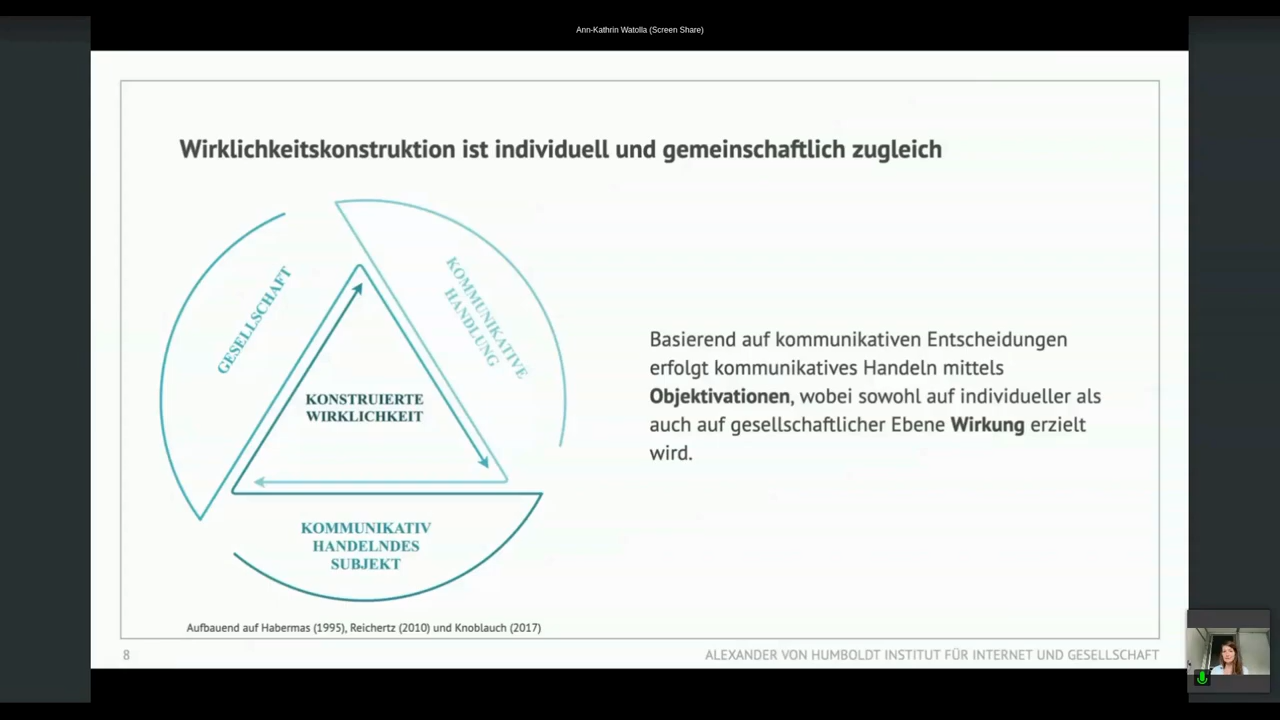 Ann-Kathrin Watolla (Screen Share)
Wirklichkeitskonstruktion ist individuell und gemeinschaftlich zugleich
GESELLSCHAFT
KOMMUNIKATIVE
HANDLUNG
KONSTRUIERTE
WIRKLICHKEIT
KOMMUNIKATIV
HANDELNDES
SUBJEKT
Basierend auf kommunikativen Entscheidungen
erfolgt kommunikatives Handeln mittels
Objektivationen, wobei sowohl auf individueller als
auch auf gesellschaftlicher Ebene Wirkung erzielt
wird.
Aufbauend auf Habermas (1995), Reichertz (2010) und Knoblauch (2017)
8
ALEXANDER VON HUMBOLDT INSTITUT FÜR INTERNET UND GESELLSCHAFT